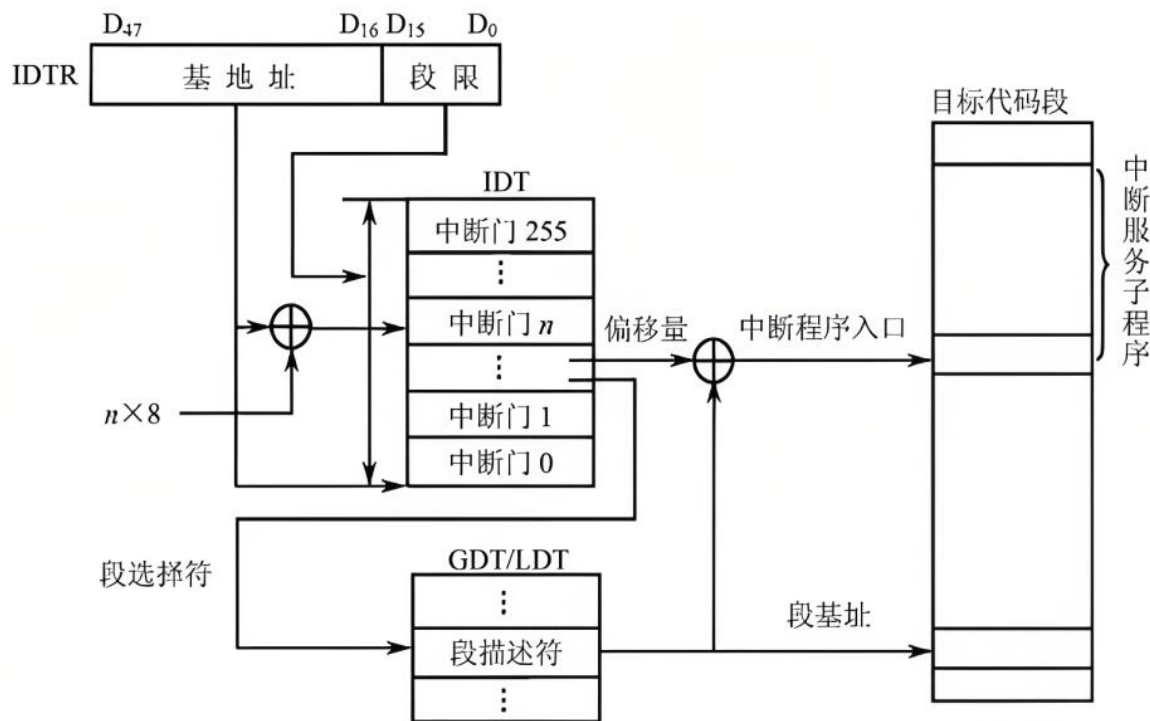 D₄₇ D₁₆ D₁₅ D₀
IDTR 基地址 段限
目标代码段
IDT
中断门 255
⋮
中断门 n
⋮
中断门 1
中断门 0
n×8
偏移量
中断程序入口
中断服务子程序
段选择符
GDT/LDT
⋮
段描述符
⋮
段基址